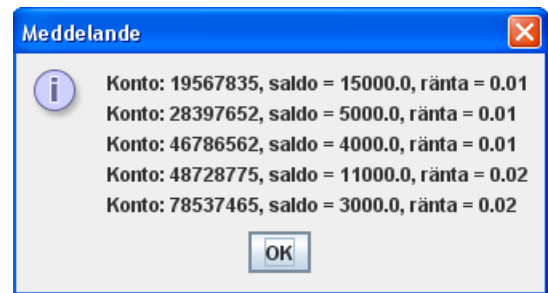 Meddelande
Konto: 19567835, saldo = 15000.0, ränta = 0.01
Konto: 28397652, saldo = 5000.0, ränta = 0.01
Konto: 46786562, saldo = 4000.0, ränta = 0.01
Konto: 48728775, saldo = 11000.0, ränta = 0.02
Konto: 78537465, saldo = 3000.0, ränta = 0.02
OK